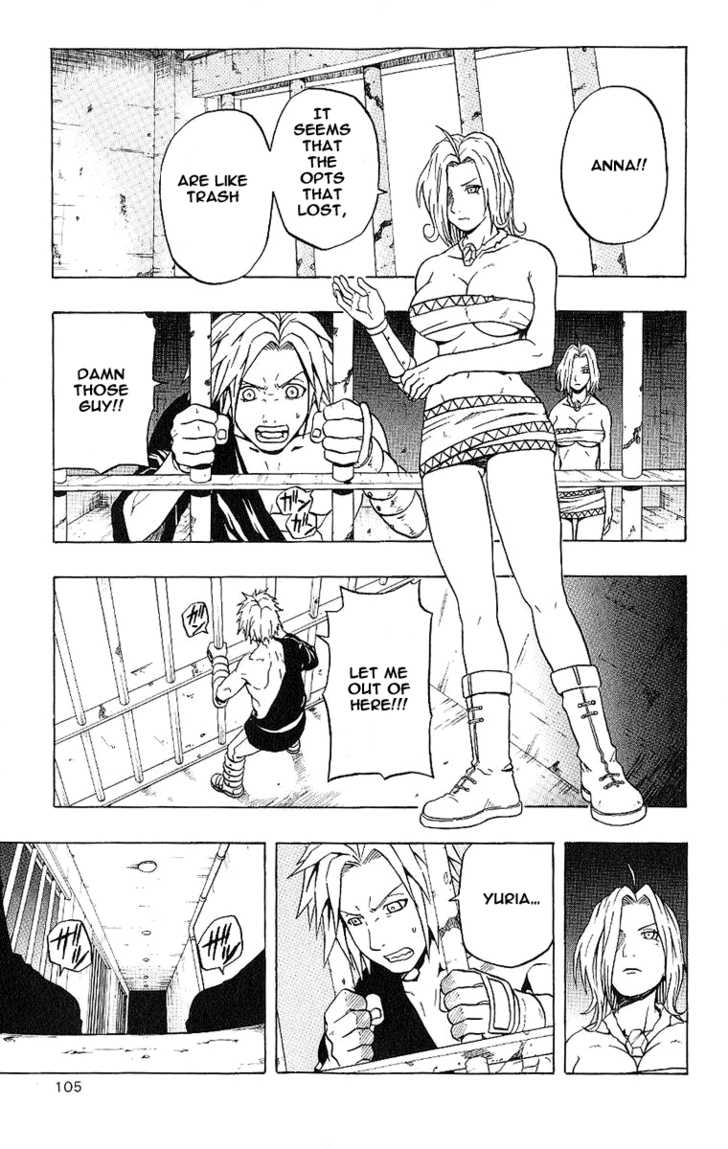 ANNA!!
IT
SEEMS
THAT
THE
OPTS
THAT
LOST,
ARE LIKE
TRASH
DAMN
THOSE
GUY!!
LET ME
OUT OF
HERE!!!
YURIA...
105